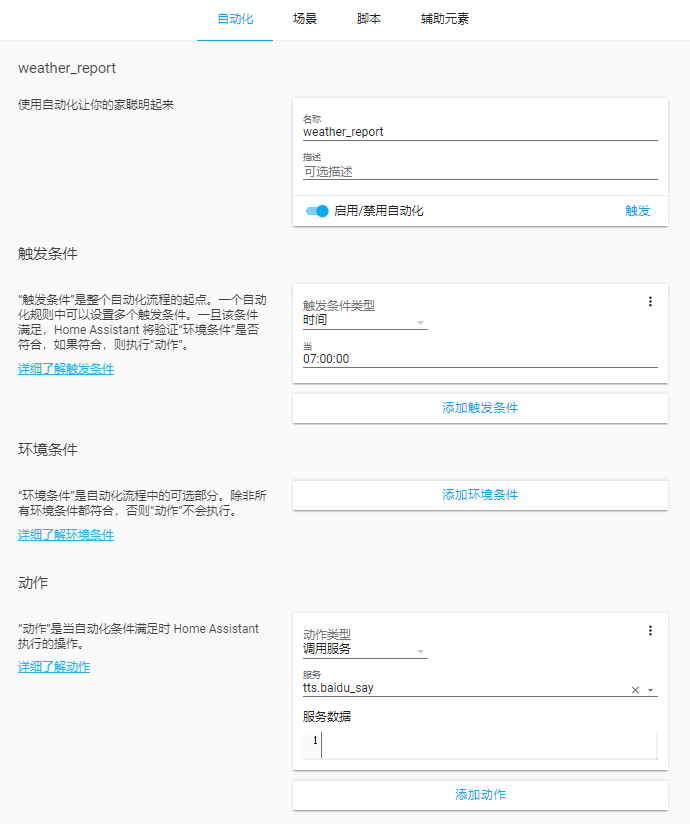 自动化 场景 脚本 辅助元素
weather_report
使用自动化让你的家聪明起来
名称
weather_report
描述
可选描述
启用/禁用自动化 触发
触发条件
“触发条件”是整个自动化流程的起点。一个自动
化规则中可以设置多个触发条件。一旦该条件
满足，Home Assistant 将验证“环境条件”是否
符合，如果符合，则执行“动作”。
详细了解触发条件
触发条件类型
时间
当
07:00:00
添加触发条件
环境条件
“环境条件”是自动化流程中的可选部分。除非所
有环境条件都符合，否则“动作”不会执行。
详细了解环境条件
添加环境条件
动作
“动作”是当自动化条件满足时 Home Assistant
执行的操作。
详细了解动作
动作类型
调用服务
服务
tts.baidu_say
服务数据
1
添加动作